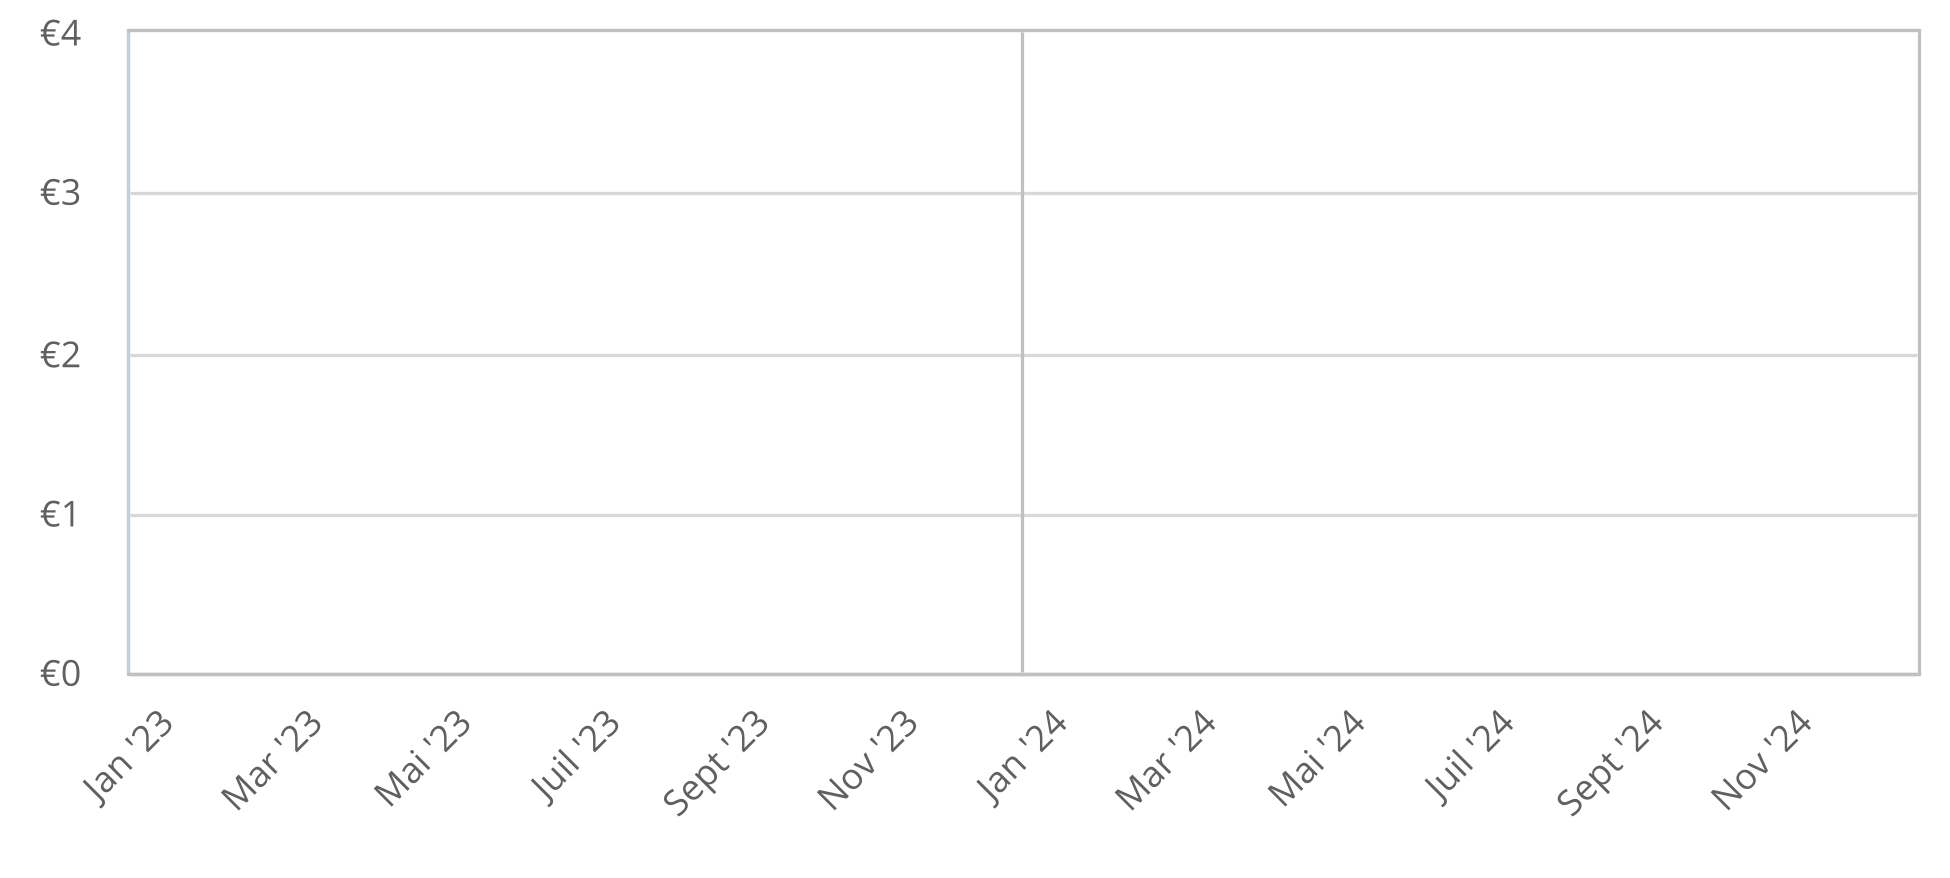 €4
€3
€2
€1
€0
Jan '23
Mar '23
Mai '23
Juil '23
Sept '23
Nov '23
Jan '24
Mar '24
Mai '24
Juil '24
Sept '24
Nov '24